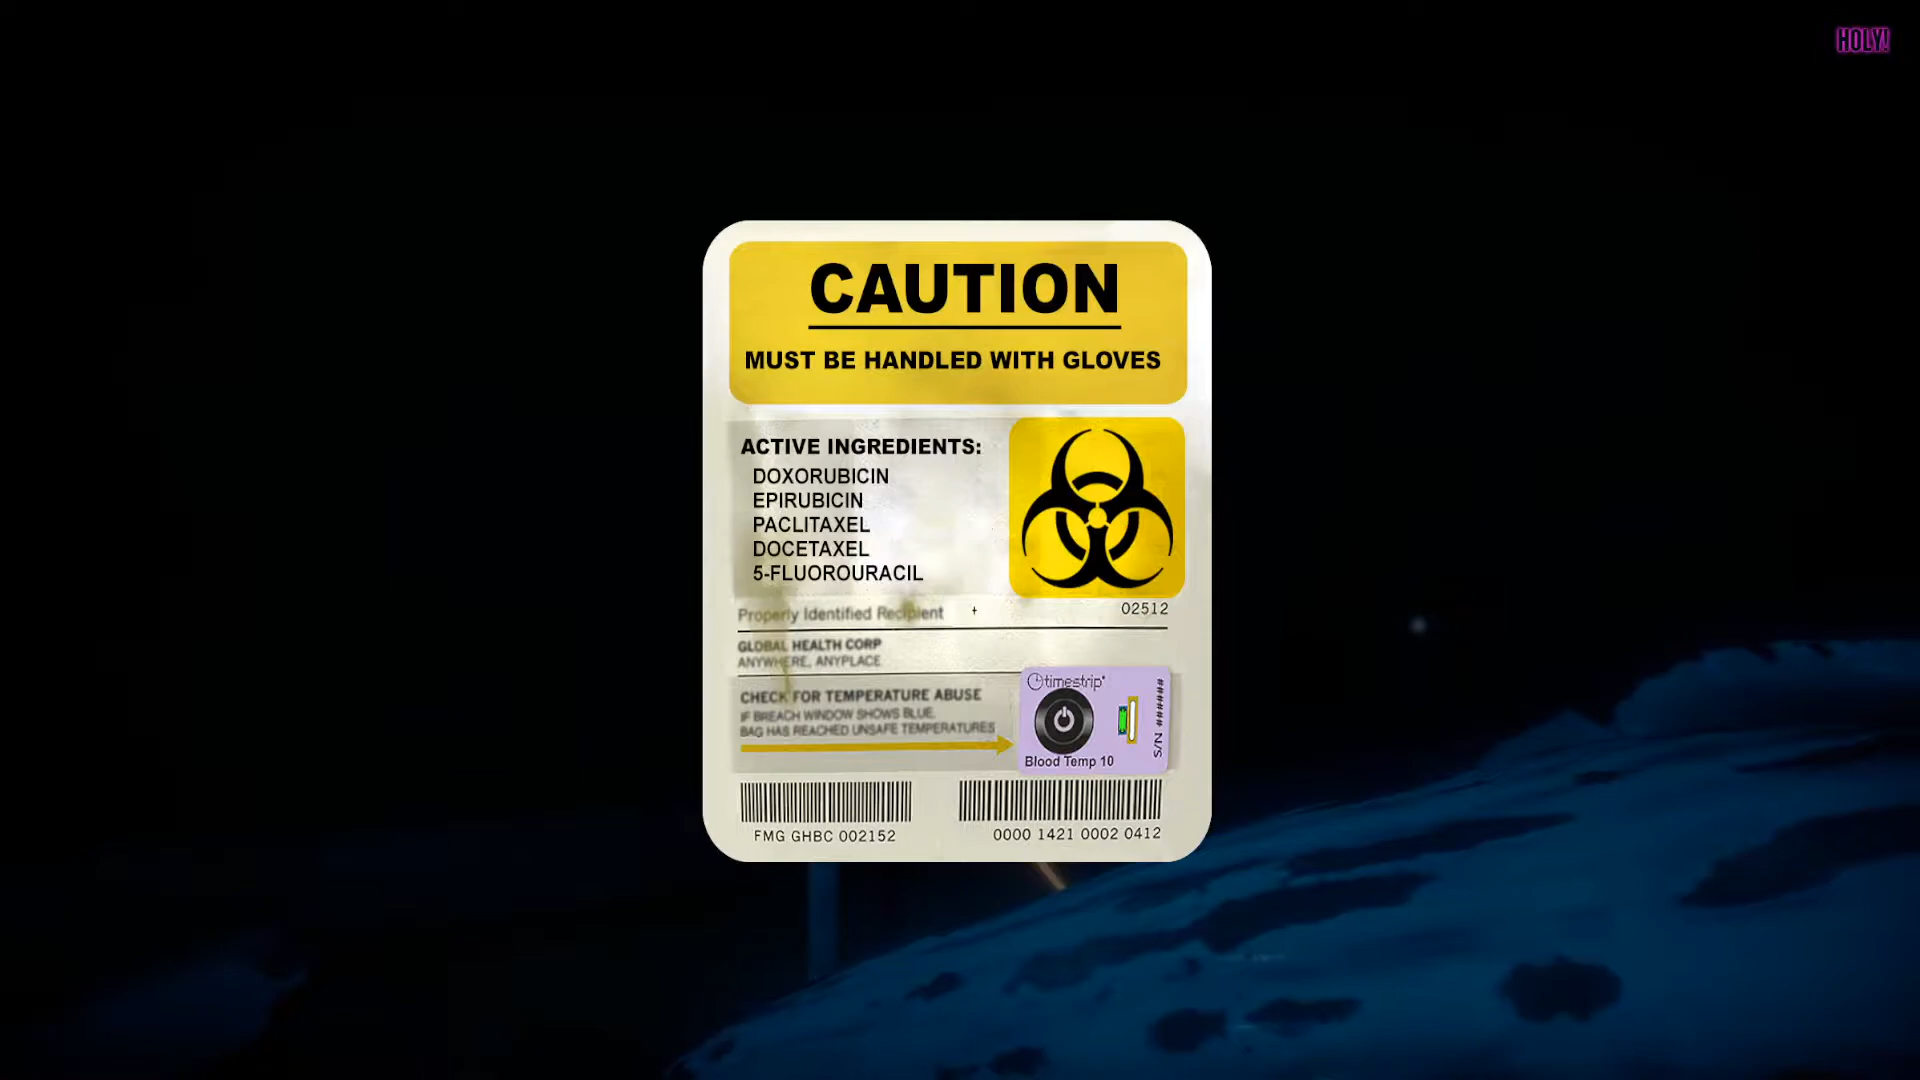 HOLY!
CAUTION
MUST BE HANDLED WITH GLOVES
ACTIVE INGREDIENTS:
DOXORUBICIN
EPIRUBICIN
PACLITAXEL
DOCETAXEL
5-FLUOROURACIL
Properly Identified Recipient
02512
GLOBAL HEALTH CORP
ANYWHERE, ANYPLACE
CHECK FOR TEMPERATURE ABUSE
IF BREACH WINDOW SHOWS BLUE,
BAG HAS REACHED UNSAFE TEMPERATURES
timestrip®
Blood Temp 10
S/N ######
FMG GHBC 002152
0000 1421 0002 0412